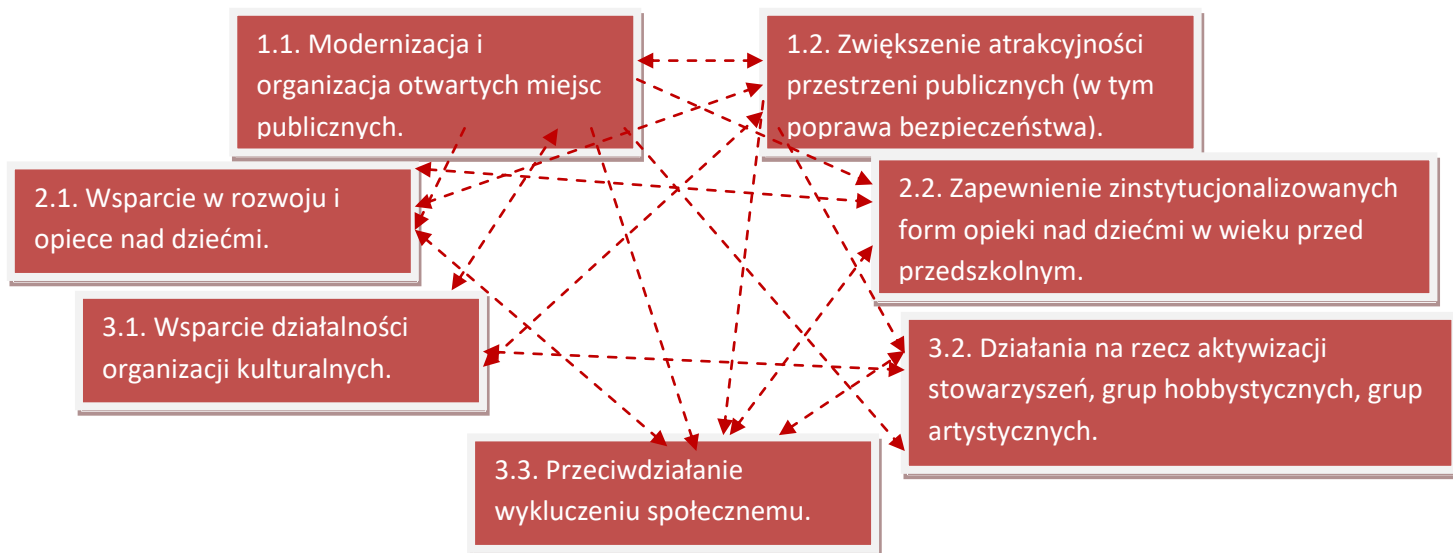 1.1. Modernizacja i
organizacja otwartych miejsc
publicznych.
1.2. Zwiększenie atrakcyjności
przestrzeni publicznych (w tym
poprawa bezpieczeństwa).
2.1. Wsparcie w rozwoju i
opiece nad dziećmi.
2.2. Zapewnienie zinstytucjonalizowanych
form opieki nad dziećmi w wieku przed
przedszkolnym.
3.1. Wsparcie działalności
organizacji kulturalnych.
3.2. Działania na rzecz aktywizacji
stowarzyszeń, grup hobbystycznych, grup
artystycznych.
3.3. Przeciwdziałanie
wykluczeniu społecznemu.